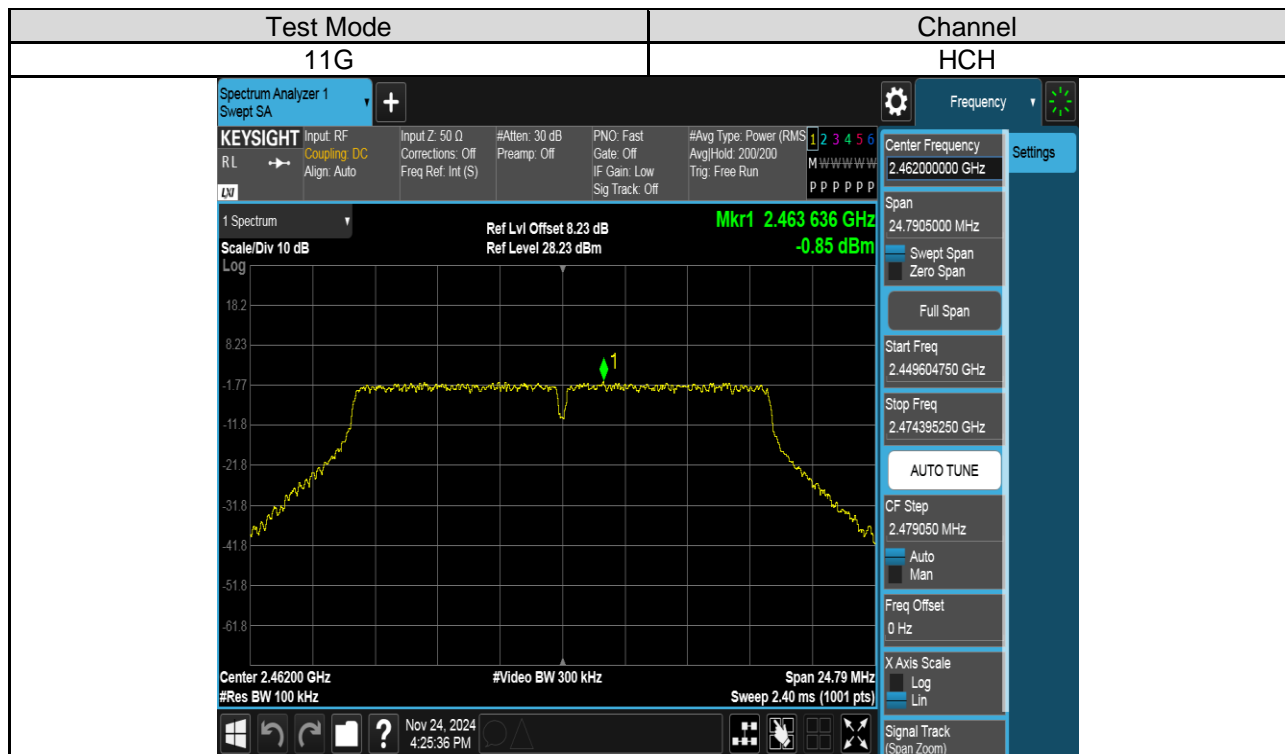 Test Mode Channel
11G HCH
Spectrum Analyzer 1
Swept SA
Frequency
KEYSIGHT
R L
LXI
Input: RF
Coupling: DC
Align: Auto
Input Z: 50 Ω
Corrections: Off
Freq Ref: Int (S)
#Atten: 30 dB
Preamp: Off
PNO: Fast
Gate: Off
IF Gain: Low
Sig Track: Off
#Avg Type: Power (RMS
Avg|Hold: 200/200
Trig: Free Run
1 2 3 4 5 6
M W W W W W
P P P P P P
1 Spectrum
Scale/Div 10 dB
Log
Ref Lvl Offset 8.23 dB
Ref Level 28.23 dBm
Mkr1 2.463 636 GHz
-0.85 dBm
18.2
8.23
-1.77
-11.8
-21.8
-31.8
-41.8
-51.8
-61.8
1
Center 2.46200 GHz
#Res BW 100 kHz
#Video BW 300 kHz
Span 24.79 MHz
Sweep 2.40 ms (1001 pts)
?
Nov 24, 2024
4:25:36 PM
Center Frequency
2.462000000 GHz
Settings
Span
24.7905000 MHz
Swept Span
Zero Span
Full Span
Start Freq
2.449604750 GHz
Stop Freq
2.474395250 GHz
AUTO TUNE
CF Step
2.479050 MHz
Auto
Man
Freq Offset
0 Hz
X Axis Scale
Log
Lin
Signal Track
(Span Zoom)